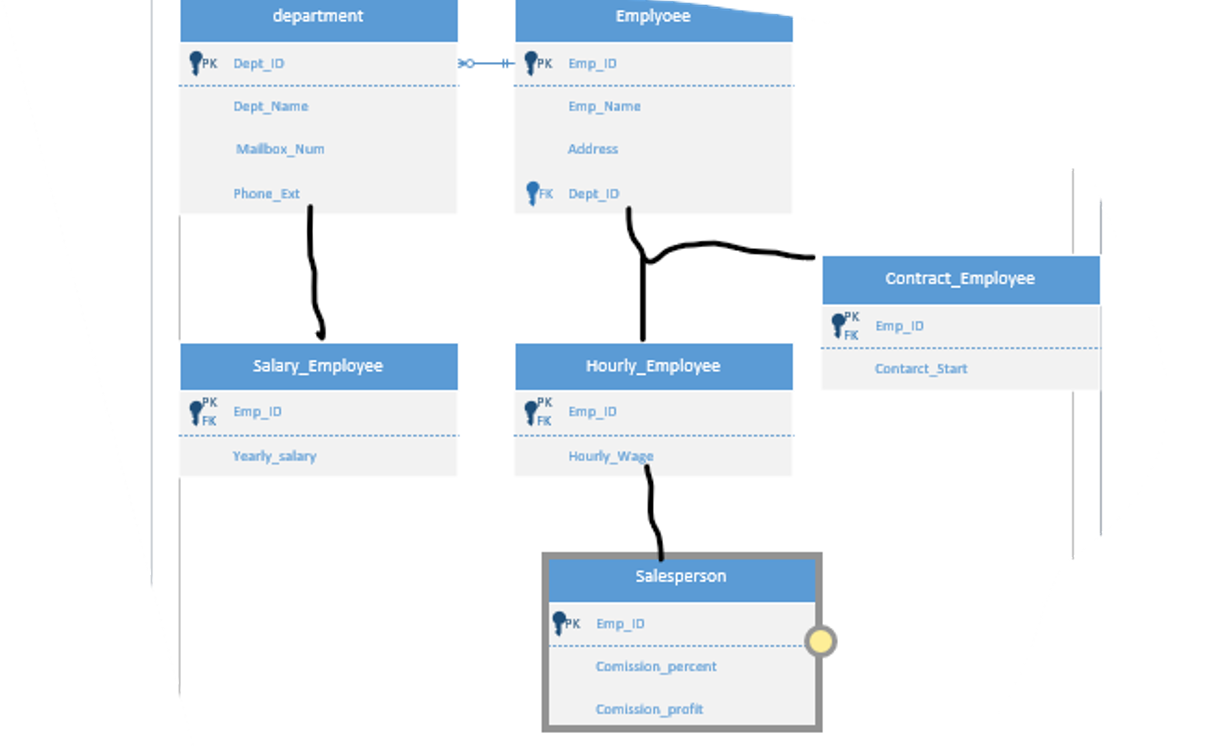 department
PK Dept_ID
Dept_Name
Mailbox_Num
Phone_Ext
Emplyoee
PK Emp_ID
Emp_Name
Address
FK Dept_ID
Contract_Employee
PK
FK Emp_ID
Contarct_Start
Salary_Employee
PK
FK Emp_ID
Yearly_salary
Hourly_Employee
PK
FK Emp_ID
Hourly_Wage
Salesperson
PK Emp_ID
Comission_percent
Comission_profit